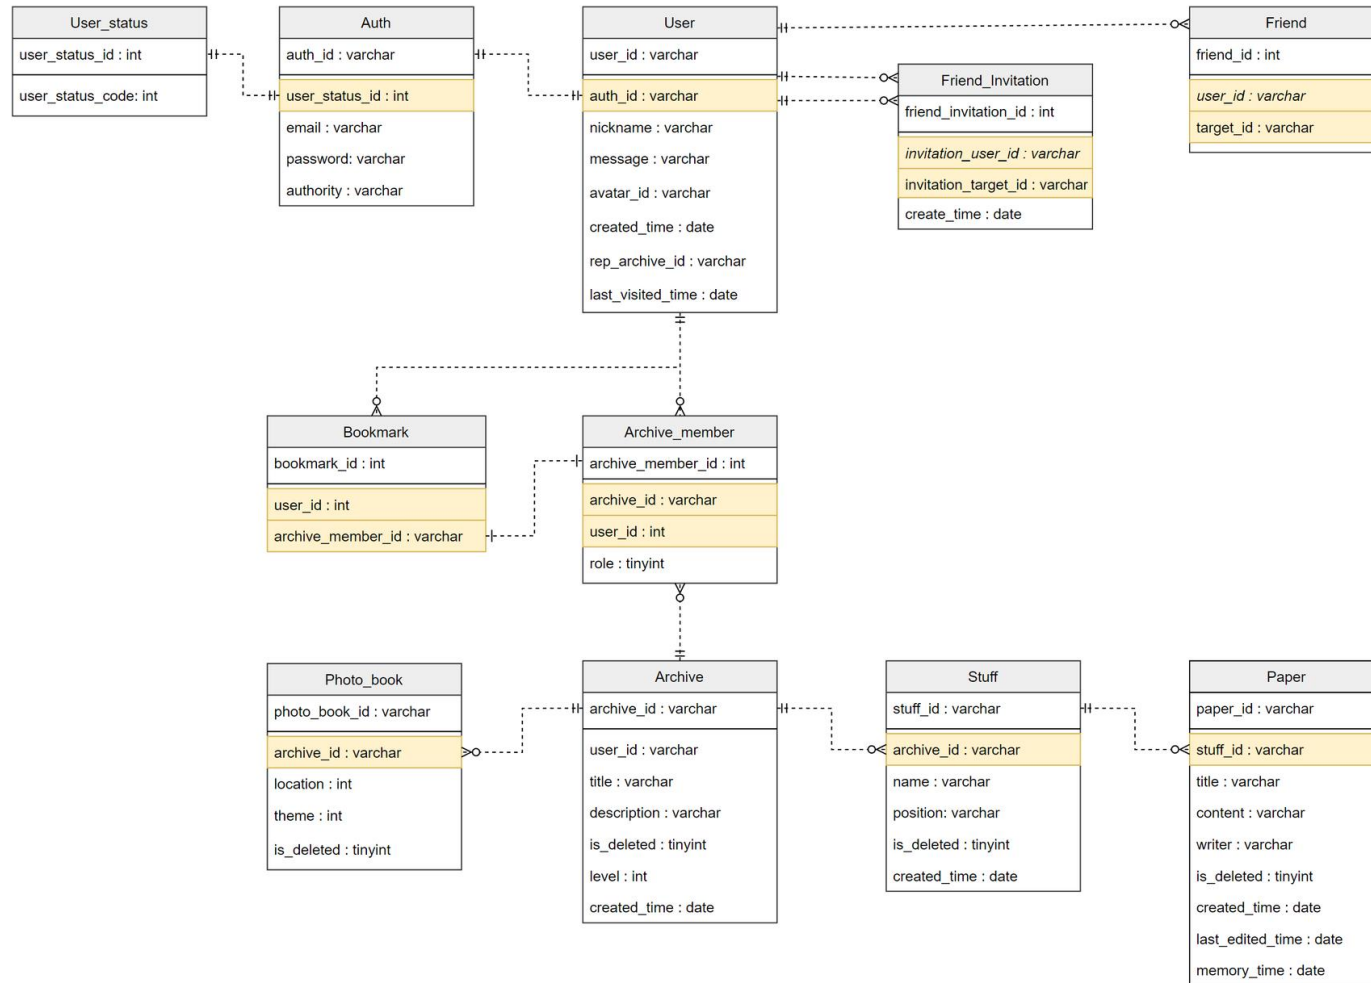 User_status
user_status_id : int
user_status_code: int
Auth
auth_id : varchar
user_status_id : int
email : varchar
password: varchar
authority : varchar
User
user_id : varchar
auth_id : varchar
nickname : varchar
message : varchar
avatar_id : varchar
created_time : date
rep_archive_id : varchar
last_visited_time : date
Friend_Invitation
friend_invitation_id : int
invitation_user_id : varchar
invitation_target_id : varchar
create_time : date
Friend
friend_id : int
user_id : varchar
target_id : varchar
Bookmark
bookmark_id : int
user_id : int
archive_member_id : varchar
Archive_member
archive_member_id : int
archive_id : varchar
user_id : int
role : tinyint
Photo_book
photo_book_id : varchar
archive_id : varchar
location : int
theme : int
is_deleted : tinyint
Archive
archive_id : varchar
user_id : varchar
title : varchar
description : varchar
is_deleted : tinyint
level : int
created_time : date
Stuff
stuff_id : varchar
archive_id : varchar
name : varchar
position: varchar
is_deleted : tinyint
created_time : date
Paper
paper_id : varchar
stuff_id : varchar
title : varchar
content : varchar
writer : varchar
is_deleted : tinyint
created_time : date
last_edited_time : date
memory_time : date